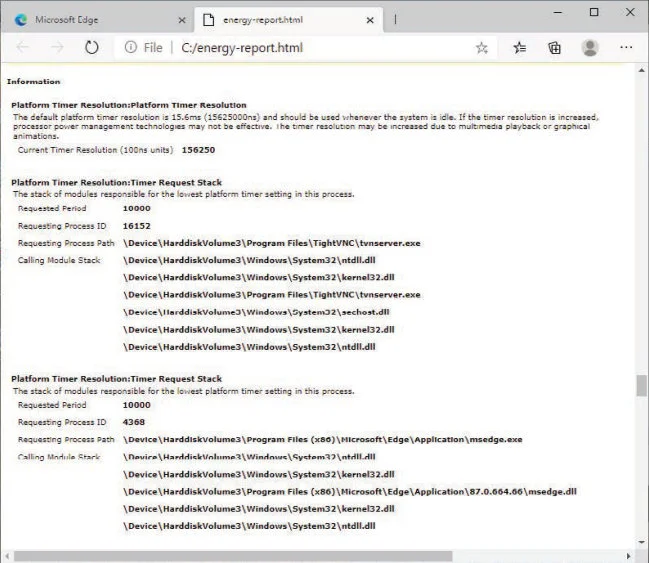 Microsoft Edge
energy-report.html
File | C:/energy-report.html
Information
Platform Timer Resolution:Platform Timer Resolution
The default platform timer resolution is 15.6ms (15625000ns) and should be used whenever the system is idle. If the timer resolution is increased,
processor power management technologies may not be effective. The timer resolution may be increased due to multimedia playback or graphical
animations.
Current Timer Resolution (100ns units) 156250
Platform Timer Resolution:Timer Request Stack
The stack of modules responsible for the lowest platform timer setting in this process.
Requested Period 10000
Requesting Process ID 16152
Requesting Process Path \Device\HarddiskVolume3\Program Files\TightVNC\tvnserver.exe
Calling Module Stack \Device\HarddiskVolume3\Windows\System32\ntdll.dll
\Device\HarddiskVolume3\Windows\System32\kernel32.dll
\Device\HarddiskVolume3\Program Files\TightVNC\tvnserver.exe
\Device\HarddiskVolume3\Windows\System32\sechost.dll
\Device\HarddiskVolume3\Windows\System32\kernel32.dll
\Device\HarddiskVolume3\Windows\System32\ntdll.dll
Platform Timer Resolution:Timer Request Stack
The stack of modules responsible for the lowest platform timer setting in this process.
Requested Period 10000
Requesting Process ID 4368
Requesting Process Path \Device\HarddiskVolume3\Program Files (x86)\Microsoft\Edge\Application\msedge.exe
Calling Module Stack \Device\HarddiskVolume3\Windows\System32\ntdll.dll
\Device\HarddiskVolume3\Windows\System32\kernel32.dll
\Device\HarddiskVolume3\Program Files (x86)\Microsoft\Edge\Application\87.0.664.66\msedge.dll
\Device\HarddiskVolume3\Windows\System32\kernel32.dll
\Device\HarddiskVolume3\Windows\System32\ntdll.dll